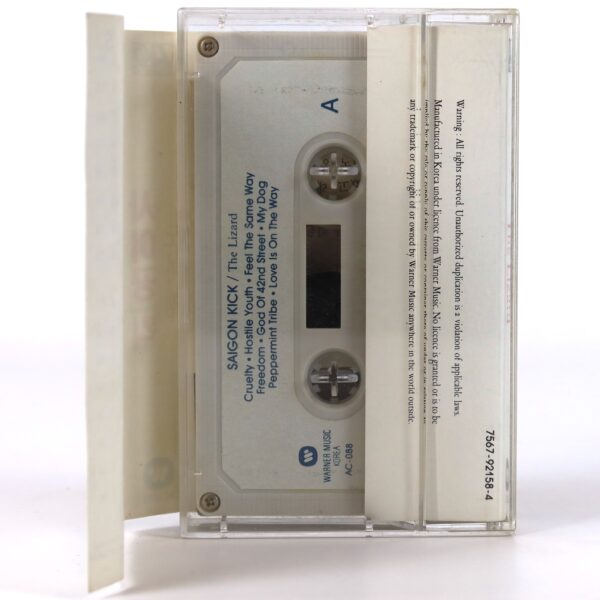 A
SAIGON KICK / The Lizard
Cruelty • Hostile Youth • Feel The Same Way
Freedom • God Of 42nd Street • My Dog
Peppermint Tribe • Love Is On The Way
WARNER MUSIC
KOREA
AC-088
Warning : All rights reserved. Unauthorized duplication is a violation of applicable laws.
Manufactured in Korea under licence from Warner Music. No licence is granted or is to be
any trademark or copyright of or owned by Warner Music anywhere in the world outside.
7567-92158-4